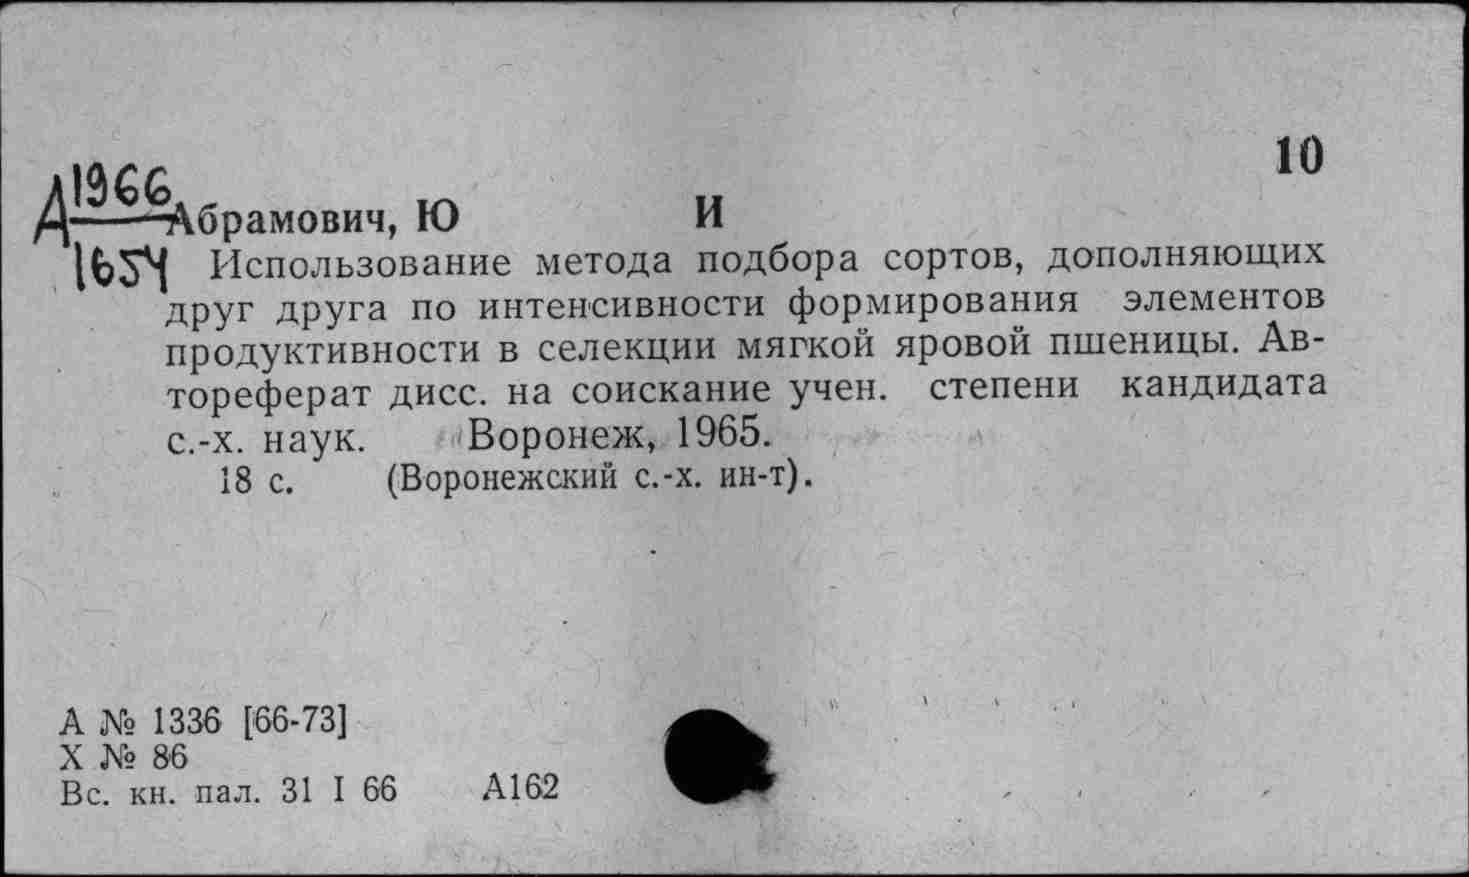 10
Д 1966
Абрамович, Ю И
1654 Использование метода подбора сортов, дополняющих
друг друга по интенсивности формирования элементов
продуктивности в селекции мягкой яровой пшеницы. Ав-
тореферат дисс. на соискание учен. степени кандидата
с.-х. наук. Воронеж, 1965.
18 с. (Воронежский с.-х. ин-т).
А № 1336 [66-73]
Х № 86
Вс. кн. пал. 31 I 66 А162